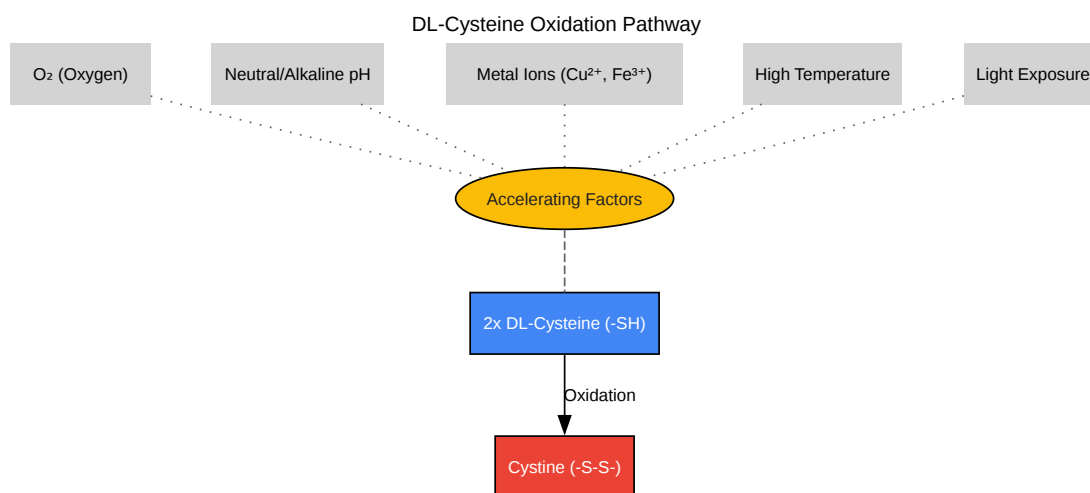 DL-Cysteine Oxidation Pathway
O₂ (Oxygen)
Neutral/Alkaline pH
Metal Ions (Cu²⁺, Fe³⁺)
High Temperature
Light Exposure
Accelerating Factors
2x DL-Cysteine (-SH)
Oxidation
Cystine (-S-S-)